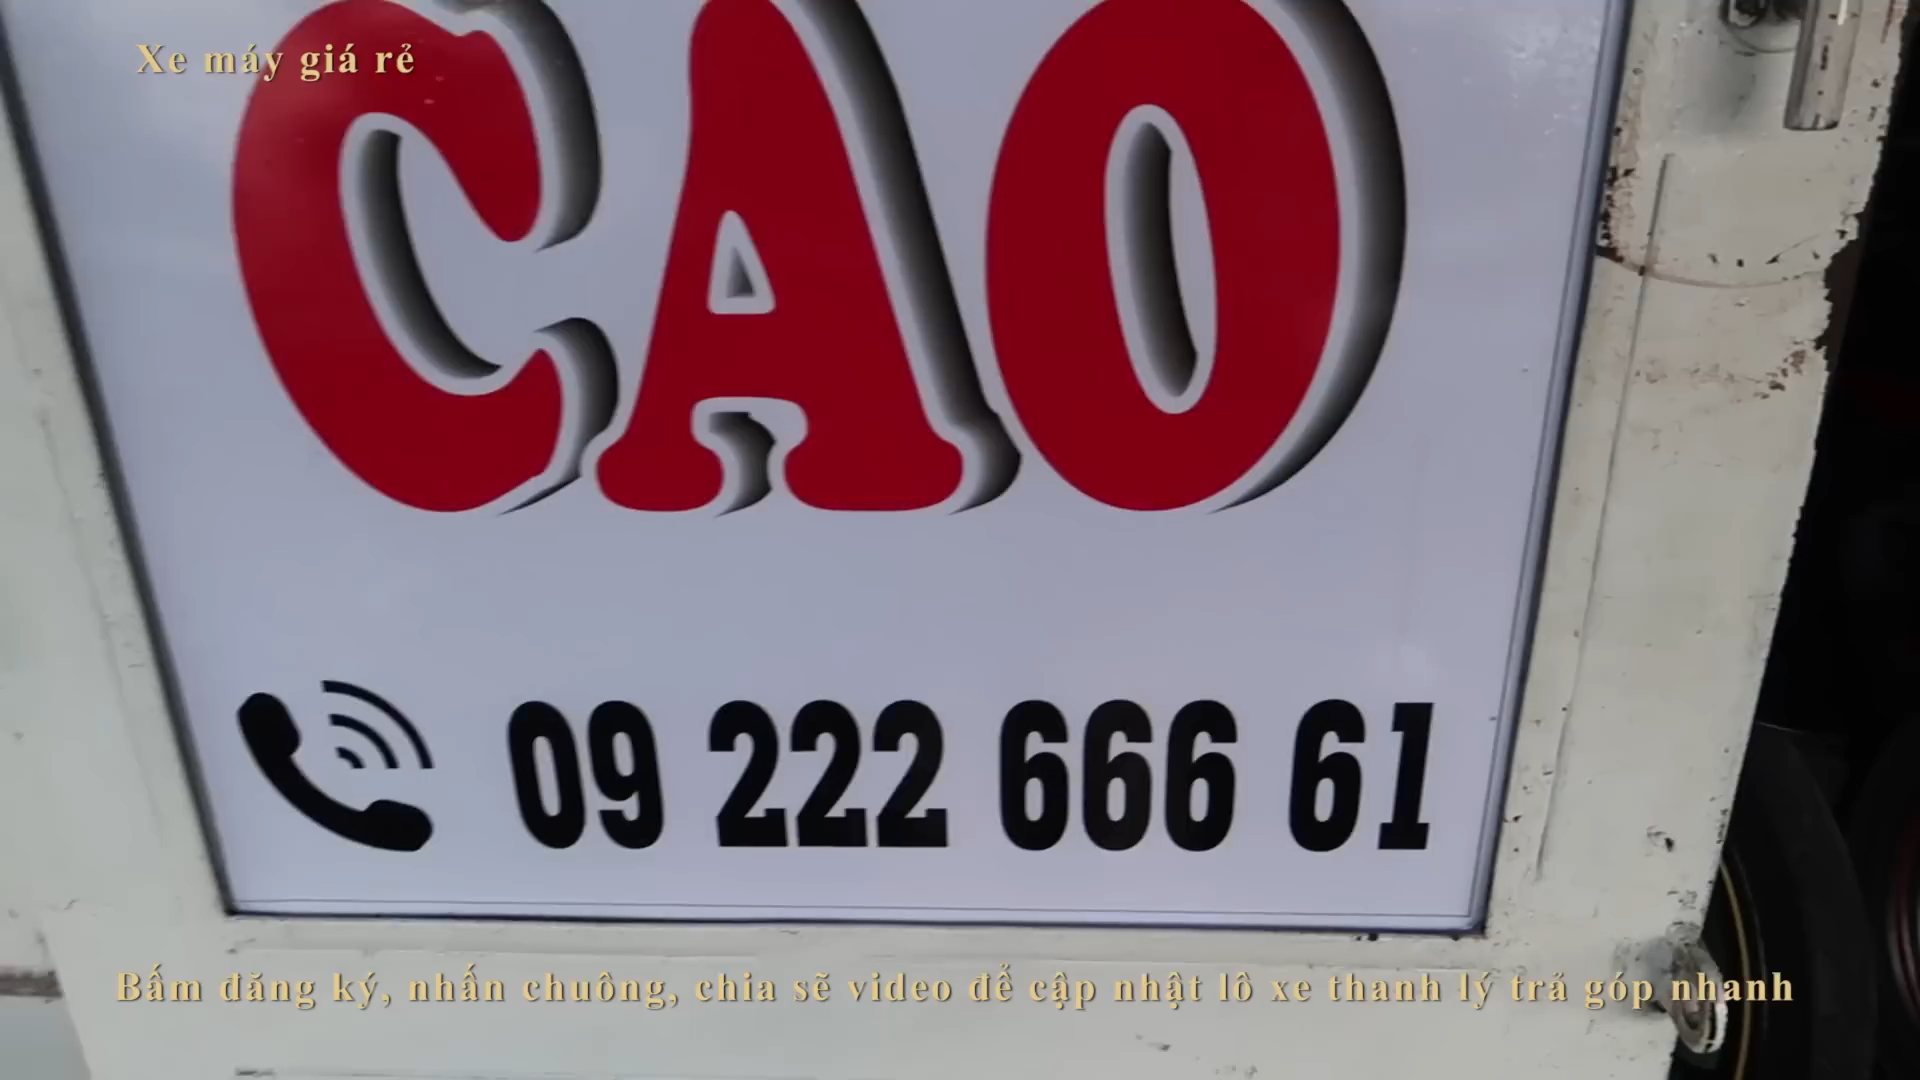 Xe máy giá rẻ
CAO
09 222 666 61
Bấm đăng ký, nhấn chuông, chia sẽ video để cập nhật lô xe thanh lý trả góp nhanh